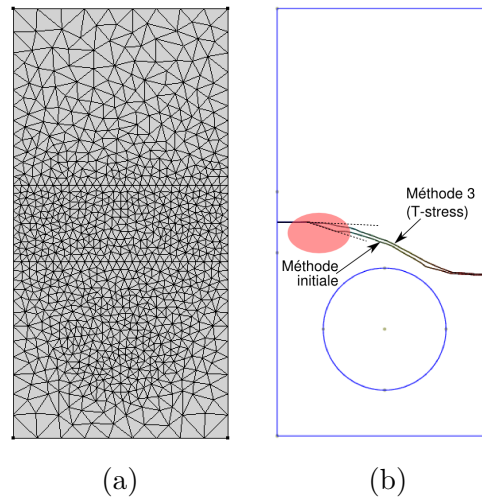 Méthode 3
(T-stress)
Méthode
initiale
(a)
(b)